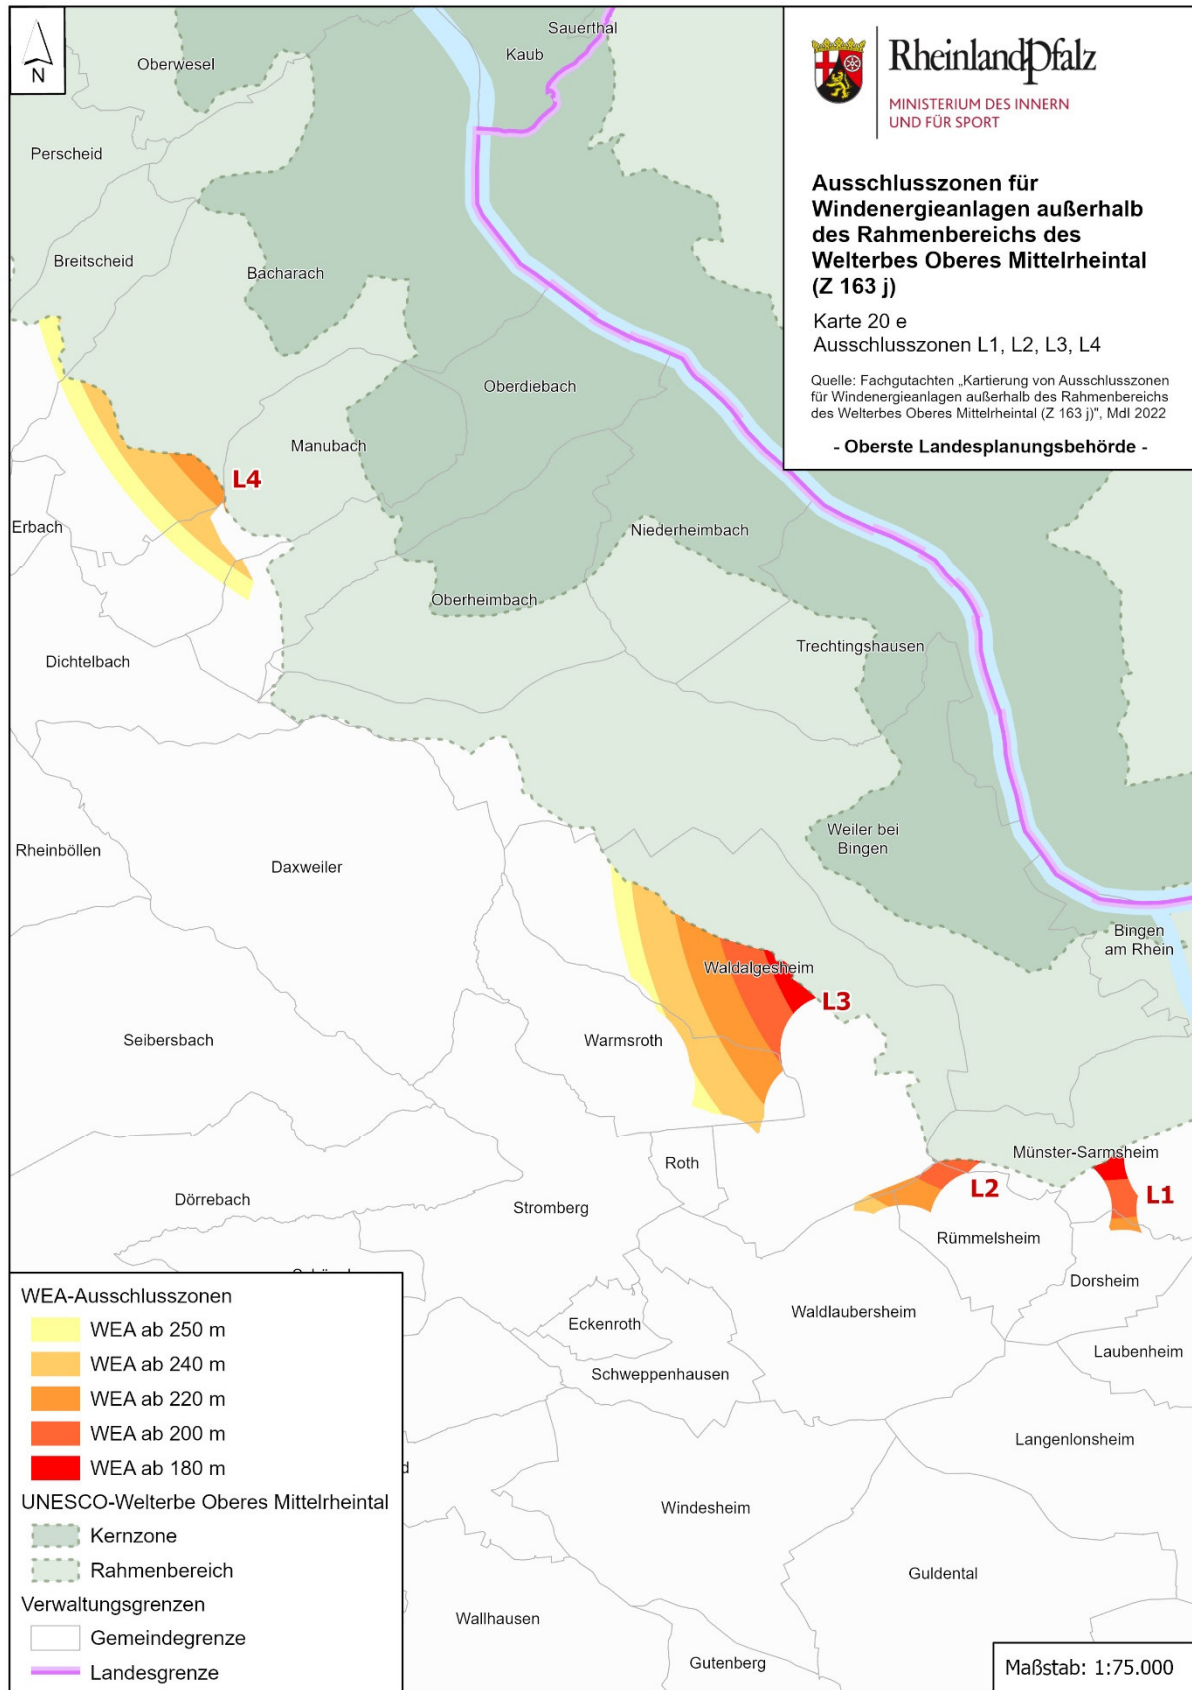 N
Sauerthal
Kaub
Oberwesel
Perscheid
Breitscheid
Bacharach
Oberdiebach
Manubach
L4
Erbach
Niederheimbach
Oberheimbach
Trechtingshausen
Dichtelbach
Rheinböllen
Daxweiler
Weiler bei
Bingen
Bingen
am Rhein
Waldalgesheim
L3
Warmsroth
Seibersbach
Roth
Münster-Sarmsheim
L2
L1
Dörrebach
Stromberg
Rümmelsheim
Dorsheim
Waldlaubersheim
Eckenroth
Laubenheim
Schweppenhausen
Langenlonsheim
Windesheim
Guldental
Wallhausen
Gutenberg
d
RheinlandPfalz
MINISTERIUM DES INNERN
UND FÜR SPORT
Ausschlusszonen für
Windenergieanlagen außerhalb
des Rahmenbereichs des
Welterbes Oberes Mittelrheintal
(Z 163 j)
Karte 20 e
Ausschlusszonen L1, L2, L3, L4
Quelle: Fachgutachten „Kartierung von Ausschlusszonen
für Windenergieanlagen außerhalb des Rahmenbereichs
des Welterbes Oberes Mittelrheintal (Z 163 j)", MdI 2022
- Oberste Landesplanungsbehörde -
WEA-Ausschlusszonen
WEA ab 250 m
WEA ab 240 m
WEA ab 220 m
WEA ab 200 m
WEA ab 180 m
UNESCO-Welterbe Oberes Mittelrheintal
Kernzone
Rahmenbereich
Verwaltungsgrenzen
Gemeindegrenze
Landesgrenze
Maßstab: 1:75.000